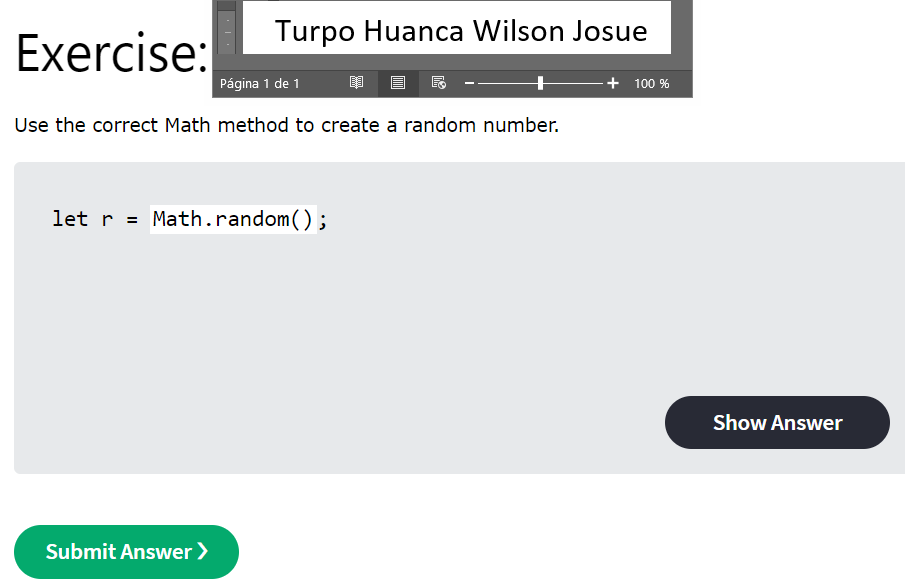 Exercise:
Turpo Huanca Wilson Josue
Página 1 de 1
100 %
Use the correct Math method to create a random number.
let r = Math.random();
Show Answer
Submit Answer ❯